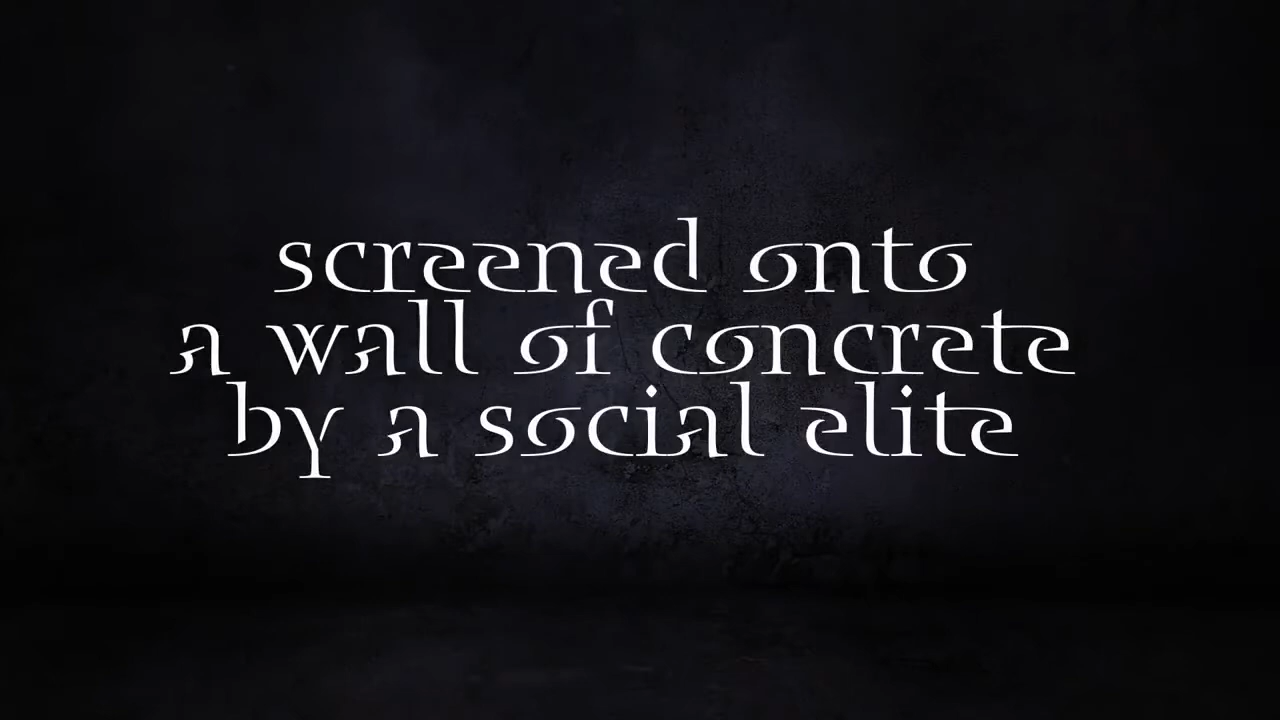 screened onto
a wall of concrete
by a social elite